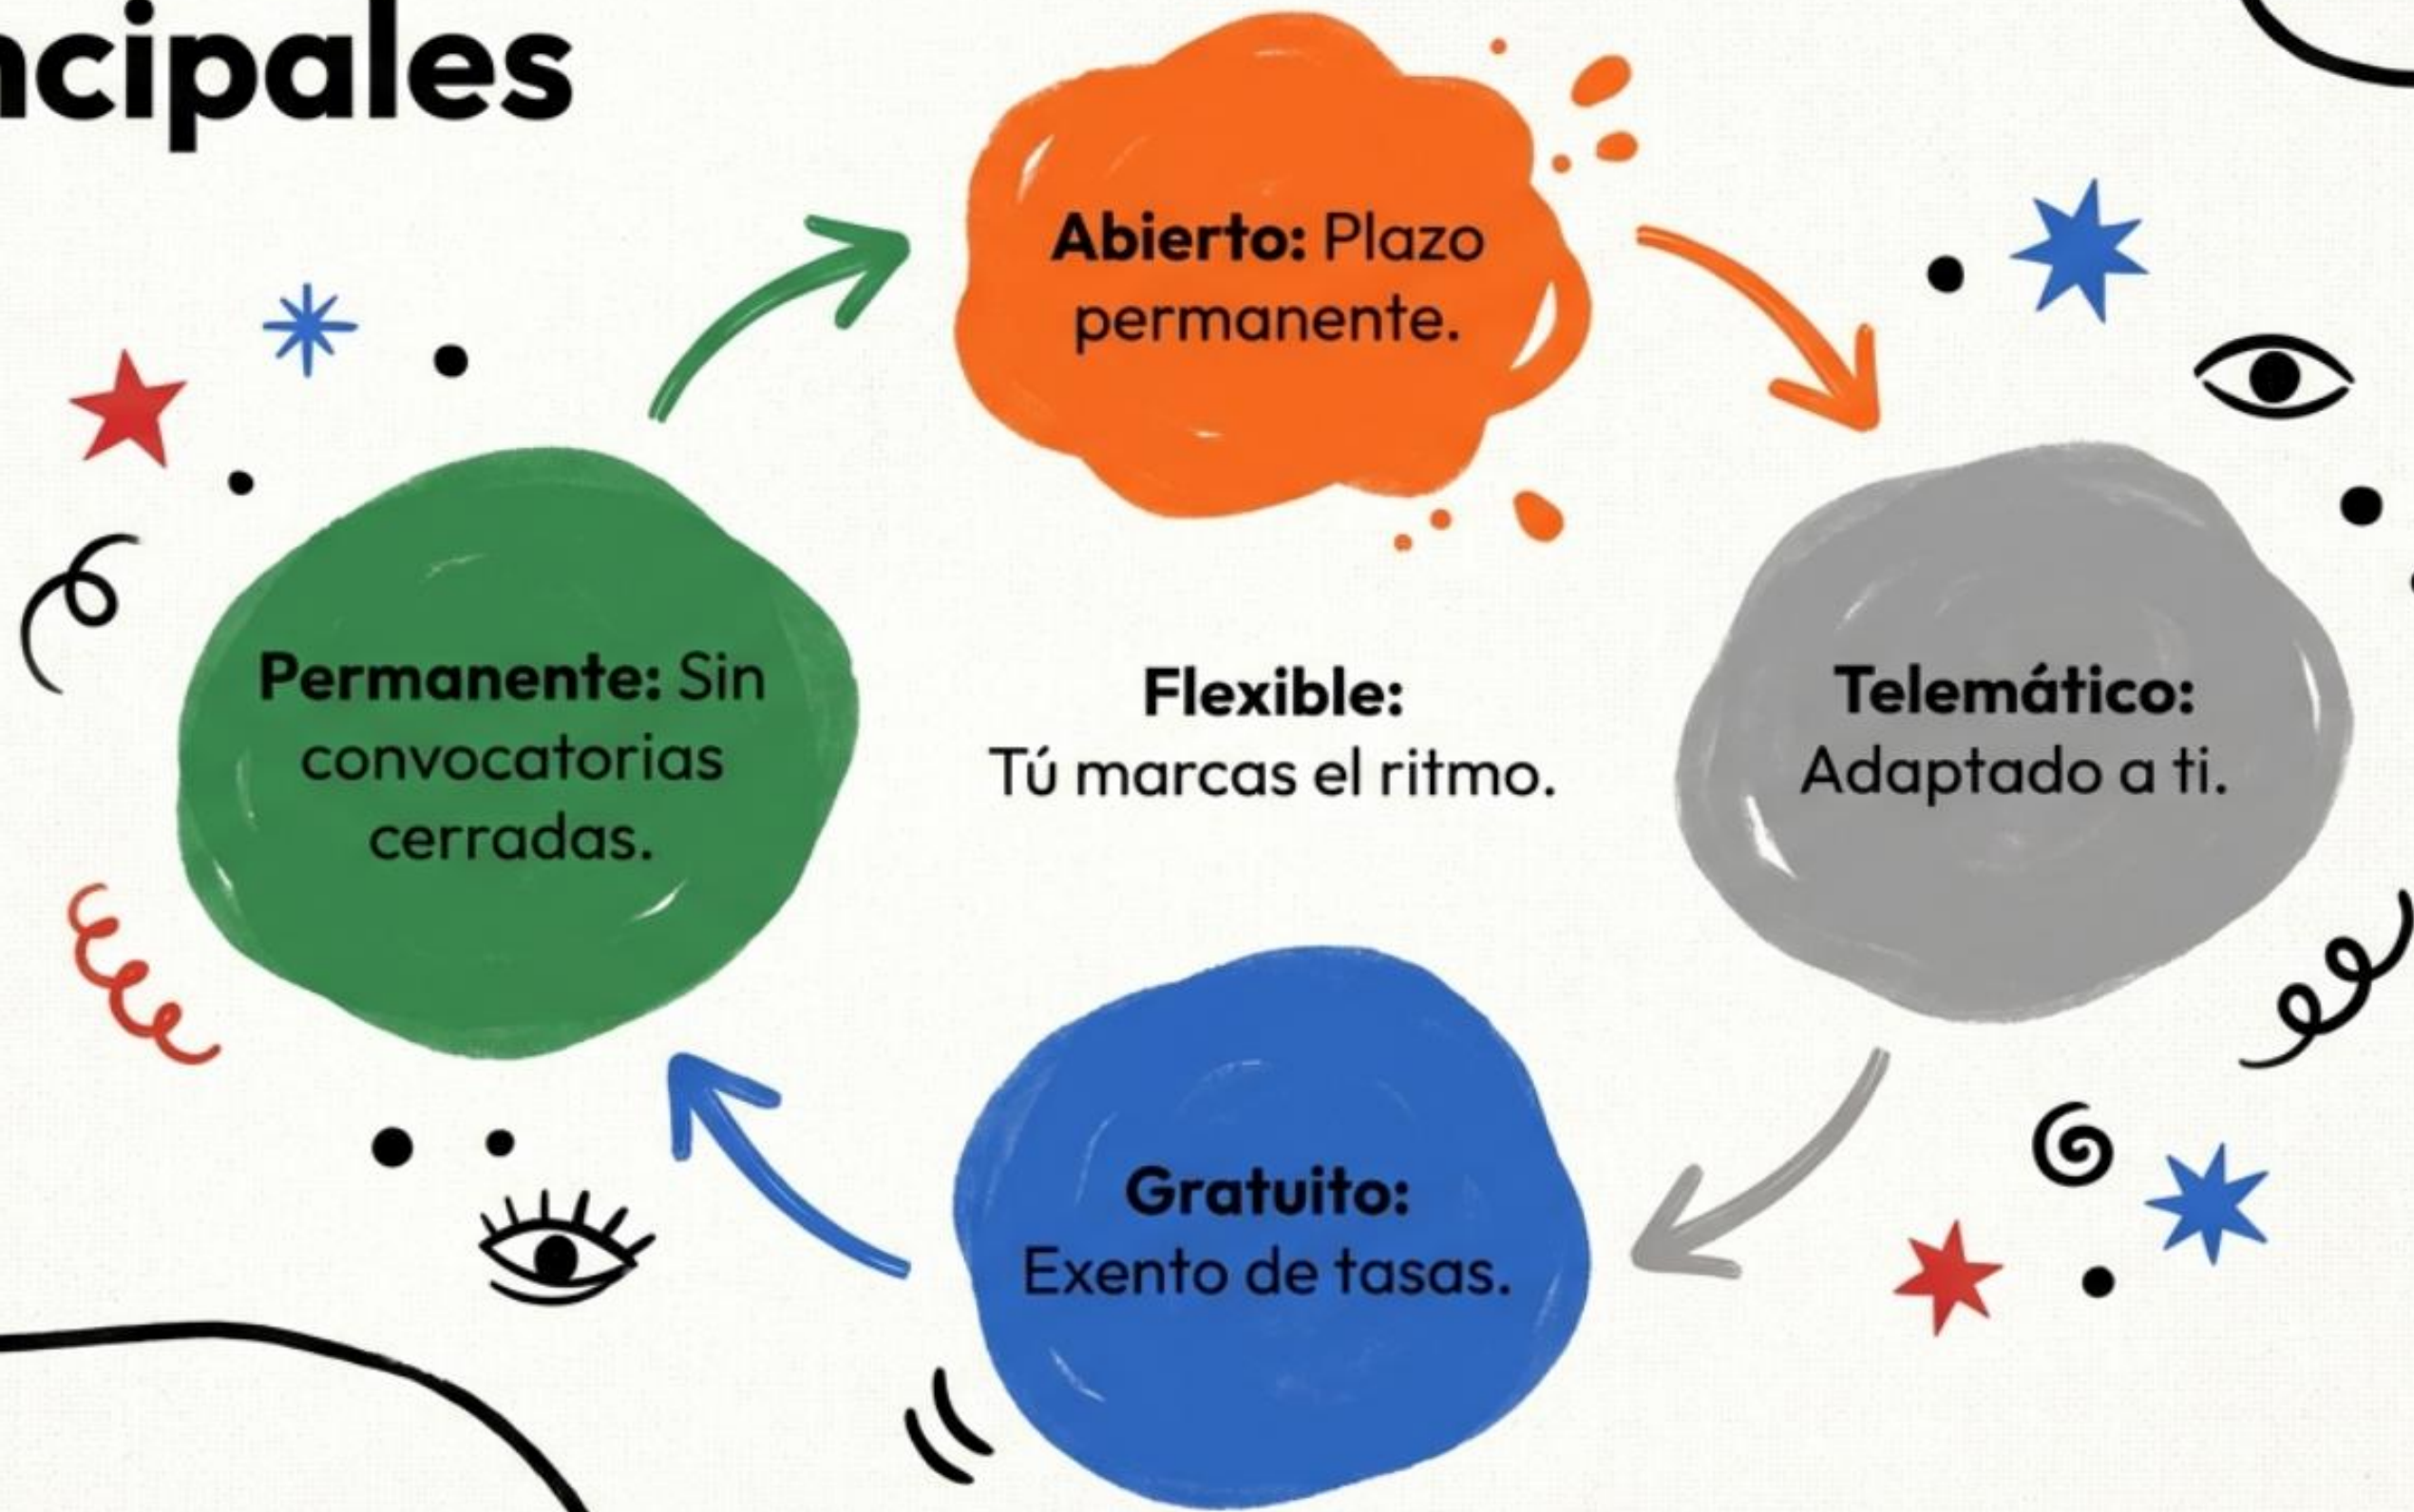 ncipales
Abierto: Plazo
permanente.
Permanente: Sin
convocatorias
cerradas.
Flexible:
Tú marcas el ritmo.
Telemático:
Adaptado a ti.
Gratuito:
Exento de tasas.